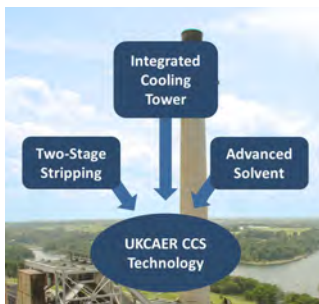 Integrated
Cooling
Tower
Two-Stage
Stripping
Advanced
Solvent
UKCAER CCS
Technology